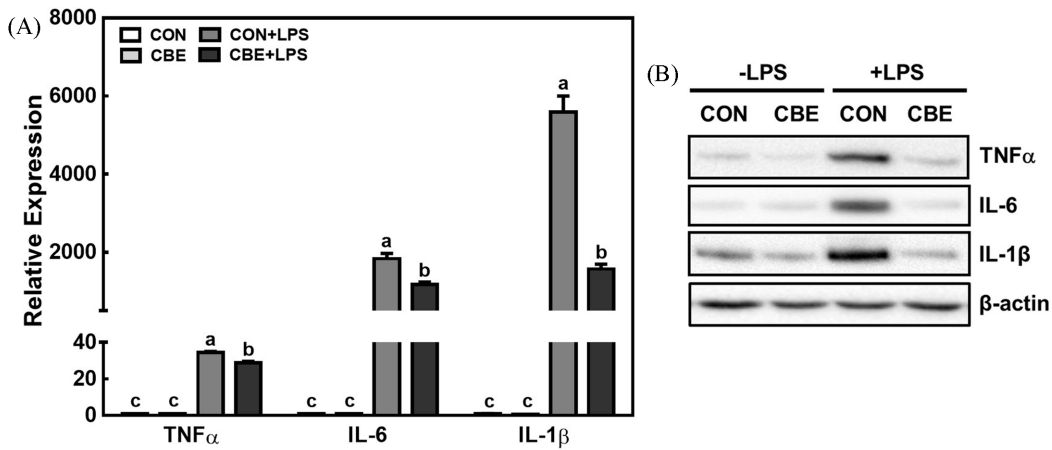 (A)
8000
6000
4000
2000
40
20
0
Relative Expression
CON CON+LPS
CBE CBE+LPS
c c a b
c c a b
c c a b
TNFα IL-6 IL-1β
(B)
-LPS +LPS
CON CBE CON CBE
TNFα
IL-6
IL-1β
β-actin